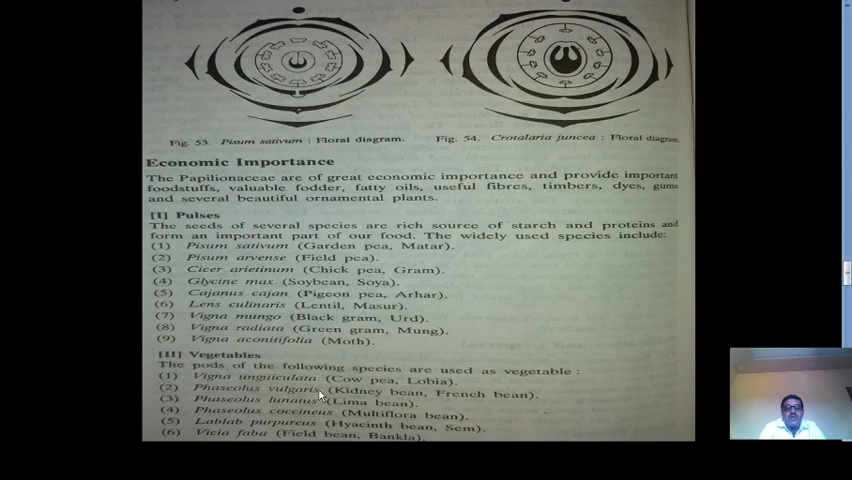 Fig. 53. Pisum sativum : Floral diagram.
Fig. 54. Crotalaria juncea : Floral diagram.
Economic Importance
The Papilionaceae are of great economic importance and provide important
foodstuffs, valuable fodder, fatty oils, useful fibres, timbers, dyes, gums
and several beautiful ornamental plants.
[I] Pulses
The seeds of several species are rich source of starch and proteins and
form an important part of our food. The widely used species include:
(1) Pisum sativum (Garden pea, Matar).
(2) Pisum arvense (Field pea).
(3) Cicer arietinum (Chick pea, Gram).
(4) Glycine max (Soybean, Soya).
(5) Cajanus cajan (Pigeon pea, Arhar).
(6) Lens culinaris (Lentil, Masur).
(7) Vigna mungo (Black gram, Urd).
(8) Vigna radiata (Green gram, Mung).
(9) Vigna aconitifolia (Moth).
[II] Vegetables
The pods of the following species are used as vegetable :
(1) Vigna unguiculata (Cow pea, Lobia).
(2) Phaseolus vulgaris (Kidney bean, French bean).
(3) Phaseolus lunatus (Lima bean).
(4) Phaseolus coccineus (Multiflora bean).
(5) Lablab purpureus (Hyacinth bean, Sem).
(6) Vicia faba (Field bean, Bankla).